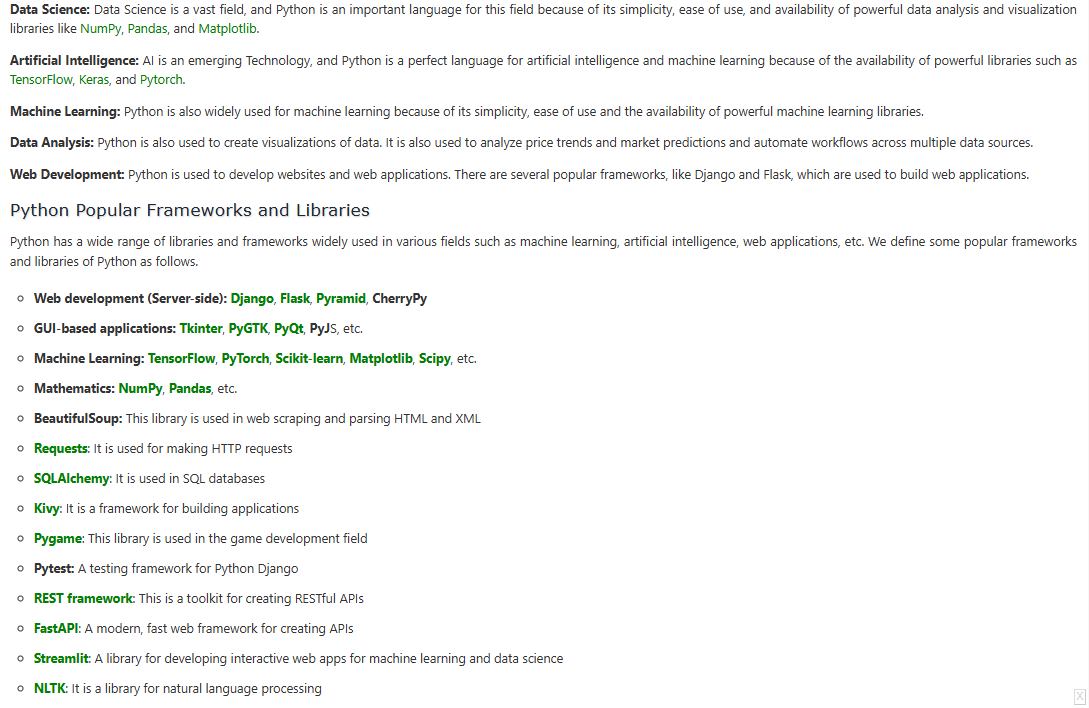 Data Science: Data Science is a vast field, and Python is an important language for this field because of its simplicity, ease of use, and availability of powerful data analysis and visualization
libraries like NumPy, Pandas, and Matplotlib.
Artificial Intelligence: AI is an emerging Technology, and Python is a perfect language for artificial intelligence and machine learning because of the availability of powerful libraries such as
TensorFlow, Keras, and Pytorch.
Machine Learning: Python is also widely used for machine learning because of its simplicity, ease of use and the availability of powerful machine learning libraries.
Data Analysis: Python is also used to create visualizations of data. It is also used to analyze price trends and market predictions and automate workflows across multiple data sources.
Web Development: Python is used to develop websites and web applications. There are several popular frameworks, like Django and Flask, which are used to build web applications.
Python Popular Frameworks and Libraries
Python has a wide range of libraries and frameworks widely used in various fields such as machine learning, artificial intelligence, web applications, etc. We define some popular frameworks
and libraries of Python as follows.
Web development (Server-side): Django, Flask, Pyramid, CherryPy
GUI-based applications: Tkinter, PyGTK, PyQt, PyJS, etc.
Machine Learning: TensorFlow, PyTorch, Scikit-learn, Matplotlib, Scipy, etc.
Mathematics: NumPy, Pandas, etc.
BeautifulSoup: This library is used in web scraping and parsing HTML and XML
Requests: It is used for making HTTP requests
SQLAlchemy: It is used in SQL databases
Kivy: It is a framework for building applications
Pygame: This library is used in the game development field
Pytest: A testing framework for Python Django
REST framework: This is a toolkit for creating RESTful APIs
FastAPI: A modern, fast web framework for creating APIs
Streamlit: A library for developing interactive web apps for machine learning and data science
NLTK: It is a library for natural language processing
X